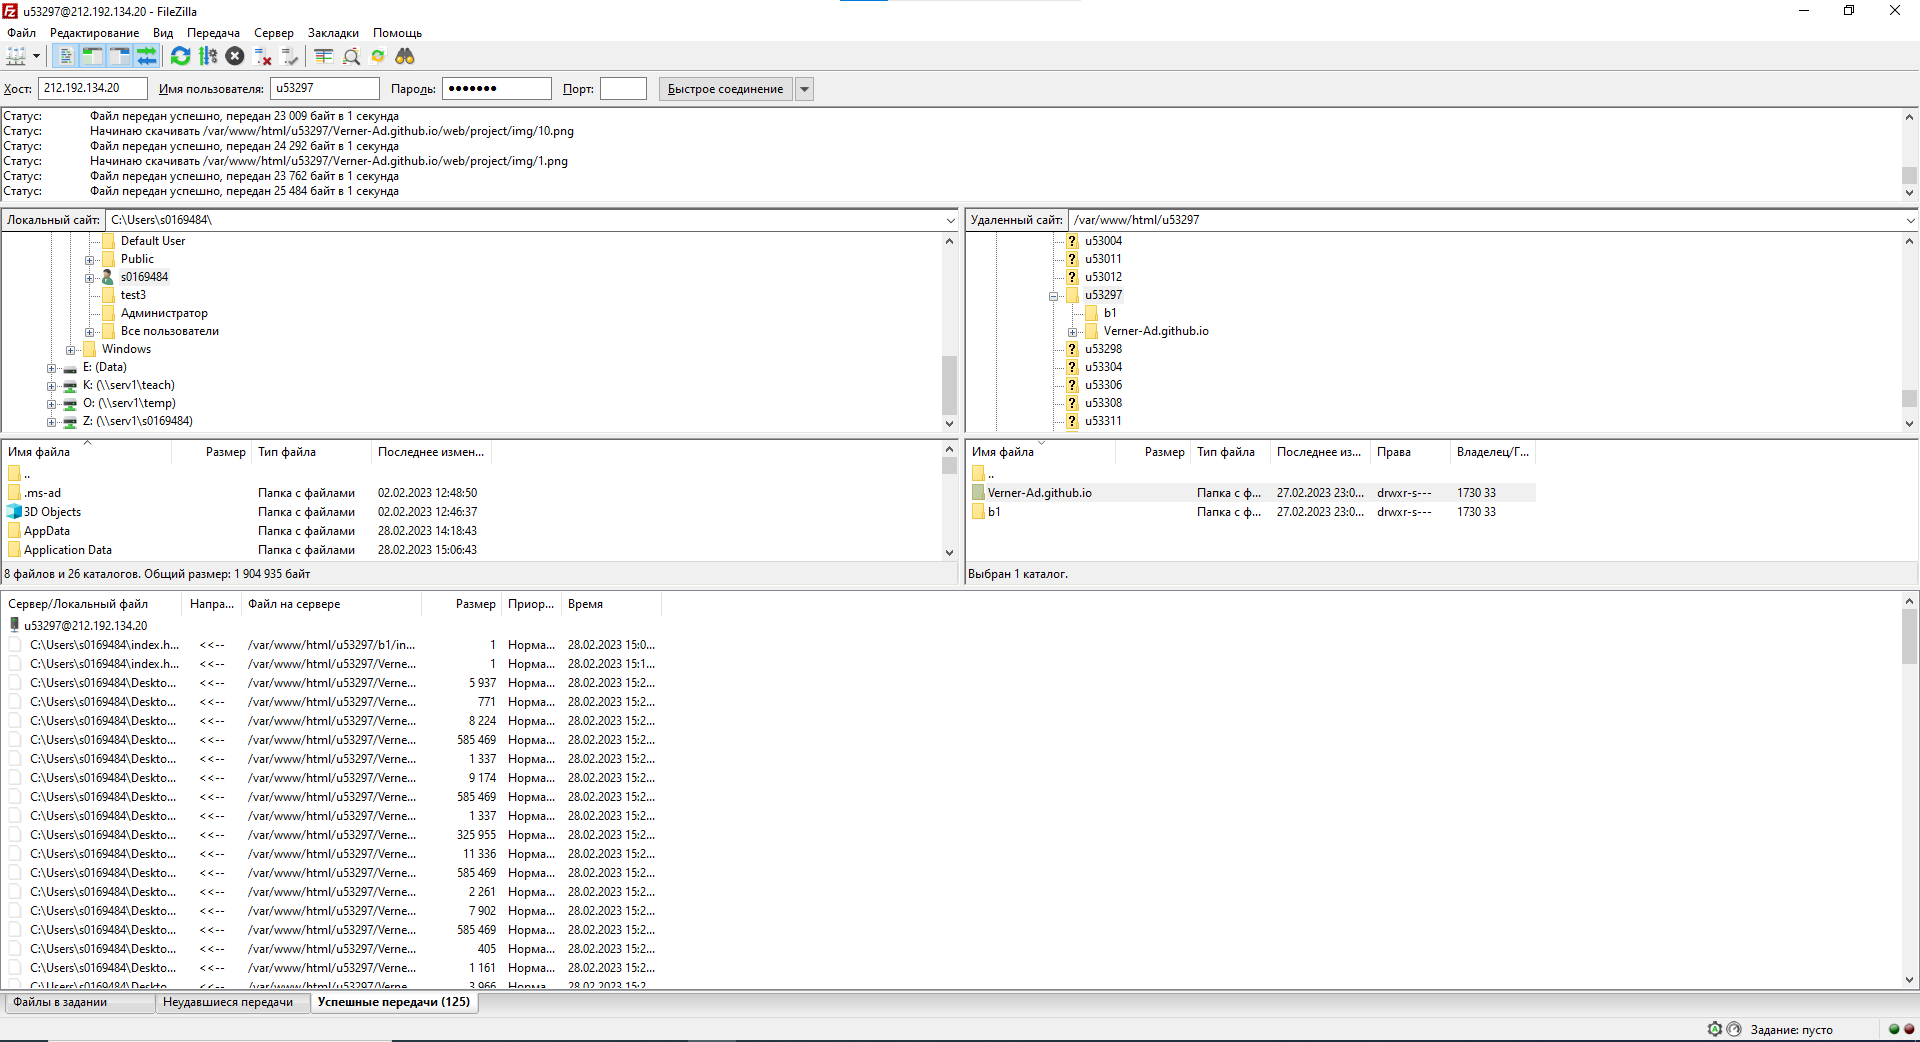 u53297@212.192.134.20 - FileZilla
Файл Редактирование Вид Передача Сервер Закладки Помощь
Хост: 212.192.134.20 Имя пользователя: u53297 Пароль: ●●●●●●● Порт: Быстрое соединение
Статус: Файл передан успешно, передан 23 009 байт в 1 секунда
Статус: Начинаю скачивать /var/www/html/u53297/Verner-Ad.github.io/web/project/img/10.png
Статус: Файл передан успешно, передан 24 292 байт в 1 секунда
Статус: Начинаю скачивать /var/www/html/u53297/Verner-Ad.github.io/web/project/img/1.png
Статус: Файл передан успешно, передан 23 762 байт в 1 секунда
Статус: Файл передан успешно, передан 25 484 байт в 1 секунда
Локальный сайт: C:\Users\s0169484\
Default User
Public
s0169484
test3
Администратор
Все пользователи
Windows
E: (Data)
K: (\\serv1\teach)
O: (\\serv1\temp)
Z: (\\serv1\s0169484)
Удаленный сайт: /var/www/html/u53297
u53004
u53011
u53012
u53297
b1
Verner-Ad.github.io
u53298
u53304
u53306
u53308
u53311
Имя файла Размер Тип файла Последнее измен...
..
.ms-ad Папка с файлами 02.02.2023 12:48:50
3D Objects Папка с файлами 02.02.2023 12:46:37
AppData Папка с файлами 28.02.2023 14:18:43
Application Data Папка с файлами 28.02.2023 15:06:43
8 файлов и 26 каталогов. Общий размер: 1 904 935 байт
Имя файла Размер Тип файла Последнее из... Права Владелец/Г...
..
Verner-Ad.github.io Папка с ф... 27.02.2023 23:0... drwxr-s--- 1730 33
b1 Папка с ф... 27.02.2023 23:0... drwxr-s--- 1730 33
Выбран 1 каталог.
Сервер/Локальный файл Напра... Файл на сервере Размер Приор... Время
u53297@212.192.134.20
C:\Users\s0169484\index.h... <<-- /var/www/html/u53297/b1/in... 1 Норма... 28.02.2023 15:0...
C:\Users\s0169484\index.h... <<-- /var/www/html/u53297/Verne... 1 Норма... 28.02.2023 15:1...
C:\Users\s0169484\Deskto... <<-- /var/www/html/u53297/Verne... 5 937 Норма... 28.02.2023 15:2...
C:\Users\s0169484\Deskto... <<-- /var/www/html/u53297/Verne... 771 Норма... 28.02.2023 15:2...
C:\Users\s0169484\Deskto... <<-- /var/www/html/u53297/Verne... 8 224 Норма... 28.02.2023 15:2...
C:\Users\s0169484\Deskto... <<-- /var/www/html/u53297/Verne... 585 469 Норма... 28.02.2023 15:2...
C:\Users\s0169484\Deskto... <<-- /var/www/html/u53297/Verne... 1 337 Норма... 28.02.2023 15:2...
C:\Users\s0169484\Deskto... <<-- /var/www/html/u53297/Verne... 9 174 Норма... 28.02.2023 15:2...
C:\Users\s0169484\Deskto... <<-- /var/www/html/u53297/Verne... 585 469 Норма... 28.02.2023 15:2...
C:\Users\s0169484\Deskto... <<-- /var/www/html/u53297/Verne... 1 337 Норма... 28.02.2023 15:2...
C:\Users\s0169484\Deskto... <<-- /var/www/html/u53297/Verne... 325 955 Норма... 28.02.2023 15:2...
C:\Users\s0169484\Deskto... <<-- /var/www/html/u53297/Verne... 11 336 Норма... 28.02.2023 15:2...
C:\Users\s0169484\Deskto... <<-- /var/www/html/u53297/Verne... 585 469 Норма... 28.02.2023 15:2...
C:\Users\s0169484\Deskto... <<-- /var/www/html/u53297/Verne... 2 261 Норма... 28.02.2023 15:2...
C:\Users\s0169484\Deskto... <<-- /var/www/html/u53297/Verne... 7 902 Норма... 28.02.2023 15:2...
C:\Users\s0169484\Deskto... <<-- /var/www/html/u53297/Verne... 585 469 Норма... 28.02.2023 15:2...
C:\Users\s0169484\Deskto... <<-- /var/www/html/u53297/Verne... 405 Норма... 28.02.2023 15:2...
C:\Users\s0169484\Deskto... <<-- /var/www/html/u53297/Verne... 1 161 Норма... 28.02.2023 15:2...
C:\Users\s0169484\Deskto... <<-- /var/www/html/u53297/Verne... 3 966 Норма... 28.02.2023 15:2...
Файлы в задании Неудавшиеся передачи Успешные передачи (125)
Задание: пусто